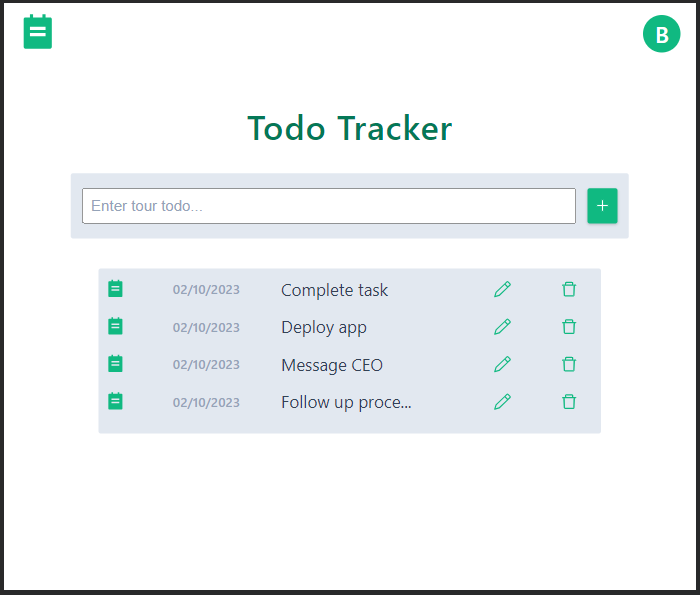 B
Todo Tracker
Enter tour todo...
+
02/10/2023 Complete task
02/10/2023 Deploy app
02/10/2023 Message CEO
02/10/2023 Follow up proce...